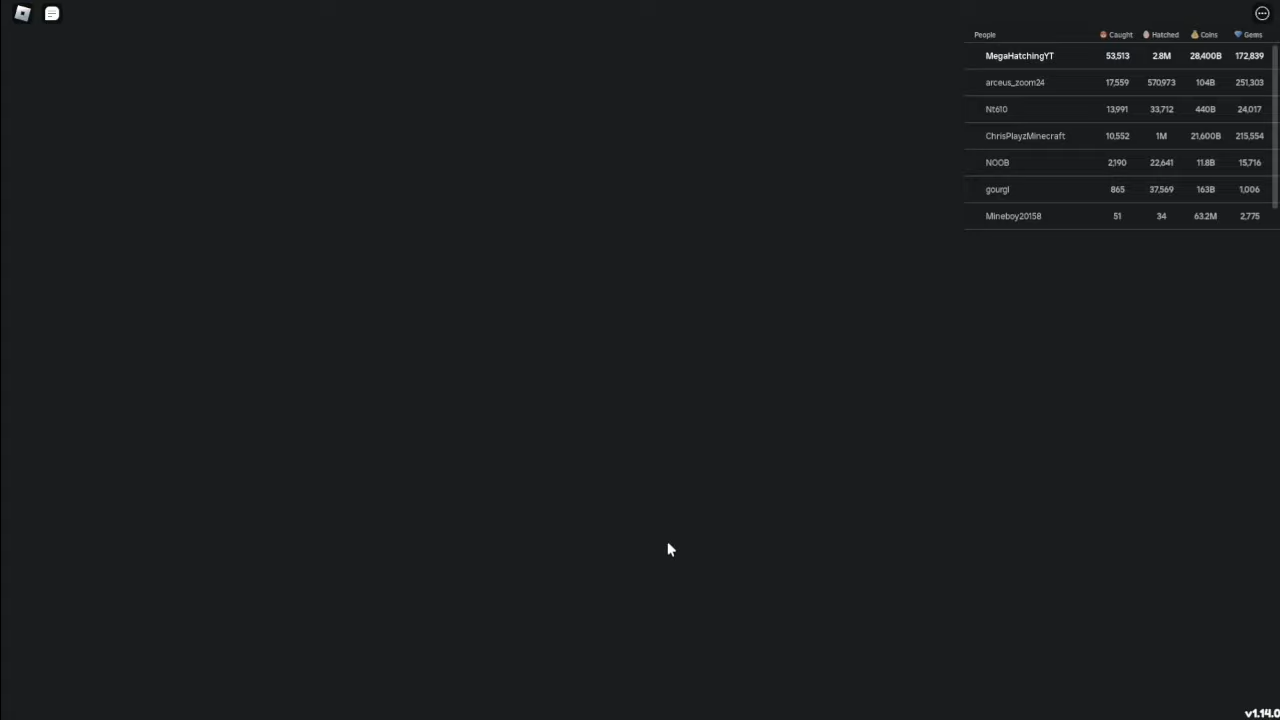 People Caught Hatched Coins Gems
MegaHatchingYT 53,513 2.8M 28,400B 172,839
arceus_zoom24 17,559 570,973 104B 251,303
Nt610 13,991 33,712 440B 24,017
ChrisPlayzMinecraft 10,552 1M 21,600B 215,554
NOOB 2,190 22,641 11.8B 15,716
gourgl 865 37,569 163B 1,006
Mineboy20158 51 34 63.2M 2,775
v1.14.0